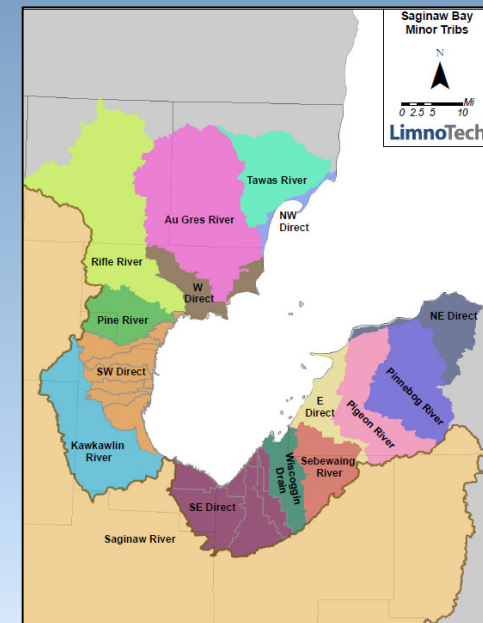 Saginaw Bay
Minor Tribs
N
Mi
0 2.5 5 10
LimnoTech
Tawas River
Au Gres River
NW
Direct
Rifle River
W
Direct
Pine River
NE Direct
SW Direct
Pinnebog River
E
Direct
Pigeon River
Kawkawlin
River
Wiscoggin
Drain
Sebewaing
River
SE Direct
Saginaw River